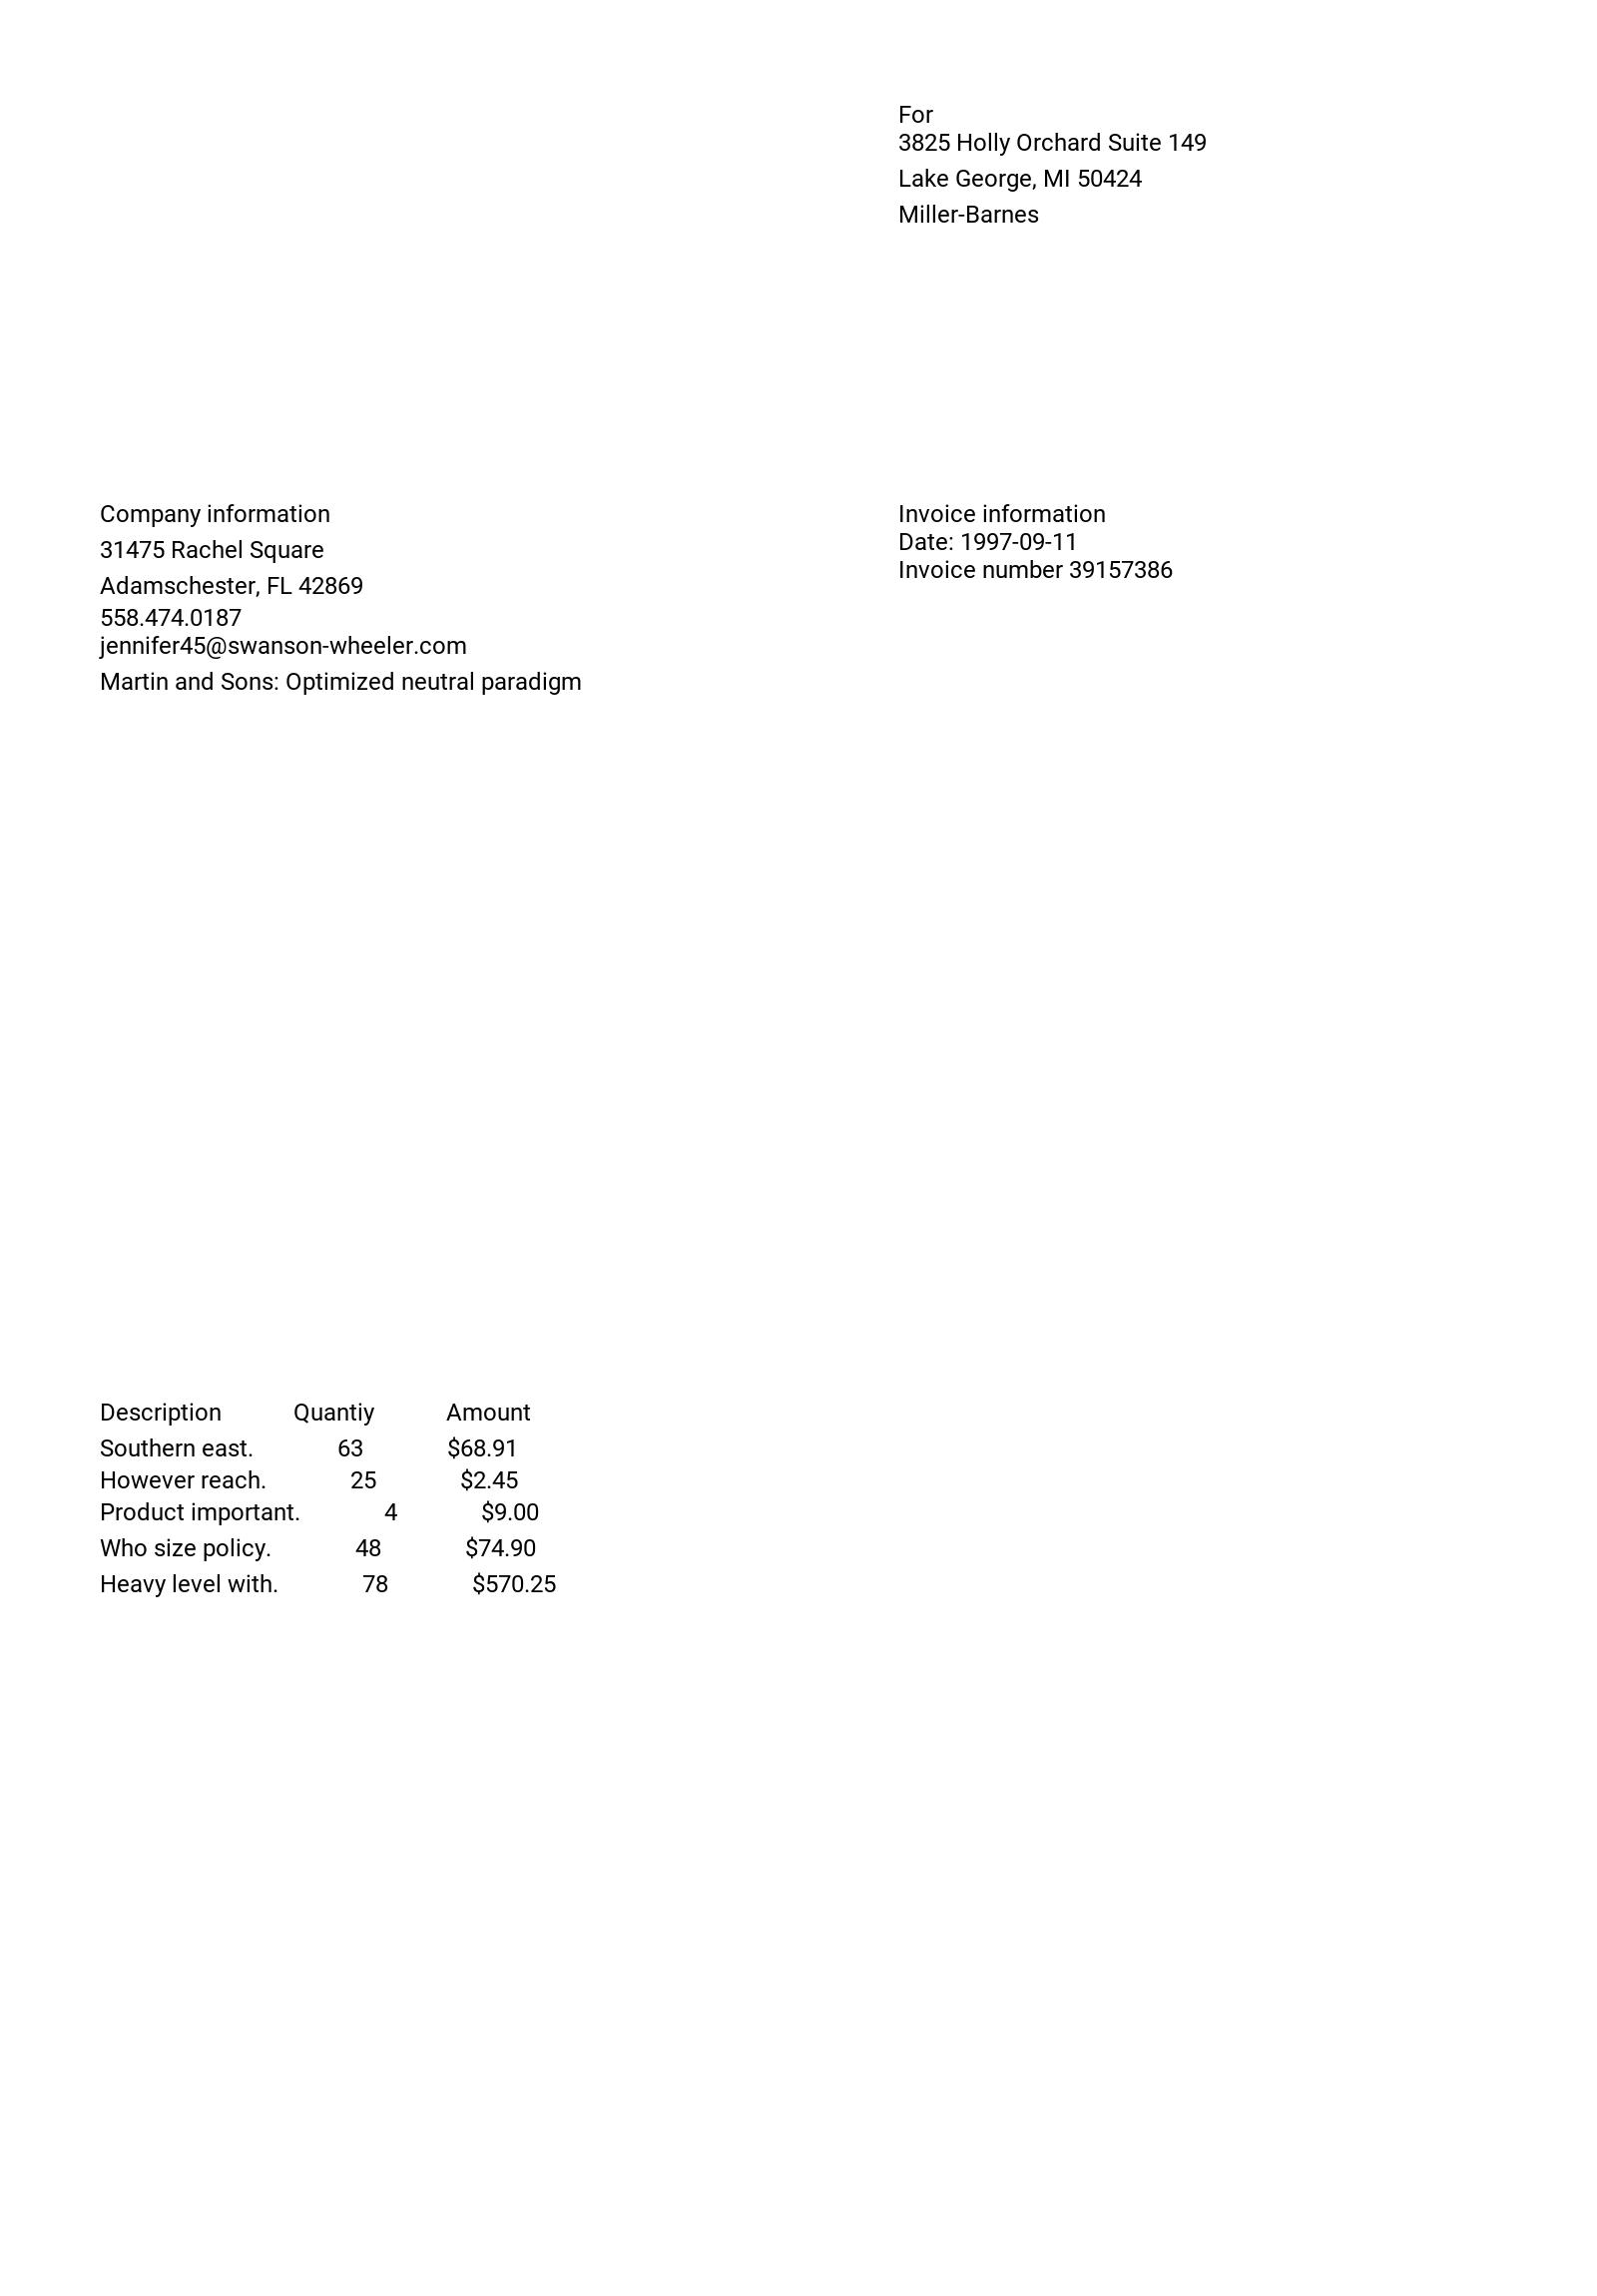 For
3825 Holly Orchard Suite 149
Lake George, MI 50424
Miller-Barnes
Company information
31475 Rachel Square
Adamschester, FL 42869
558.474.0187
jennifer45@swanson-wheeler.com
Martin and Sons: Optimized neutral paradigm
Invoice information
Date: 1997-09-11
Invoice number 39157386
Description Quantiy Amount
Southern east. 63 $68.91
However reach. 25 $2.45
Product important. 4 $9.00
Who size policy. 48 $74.90
Heavy level with. 78 $570.25